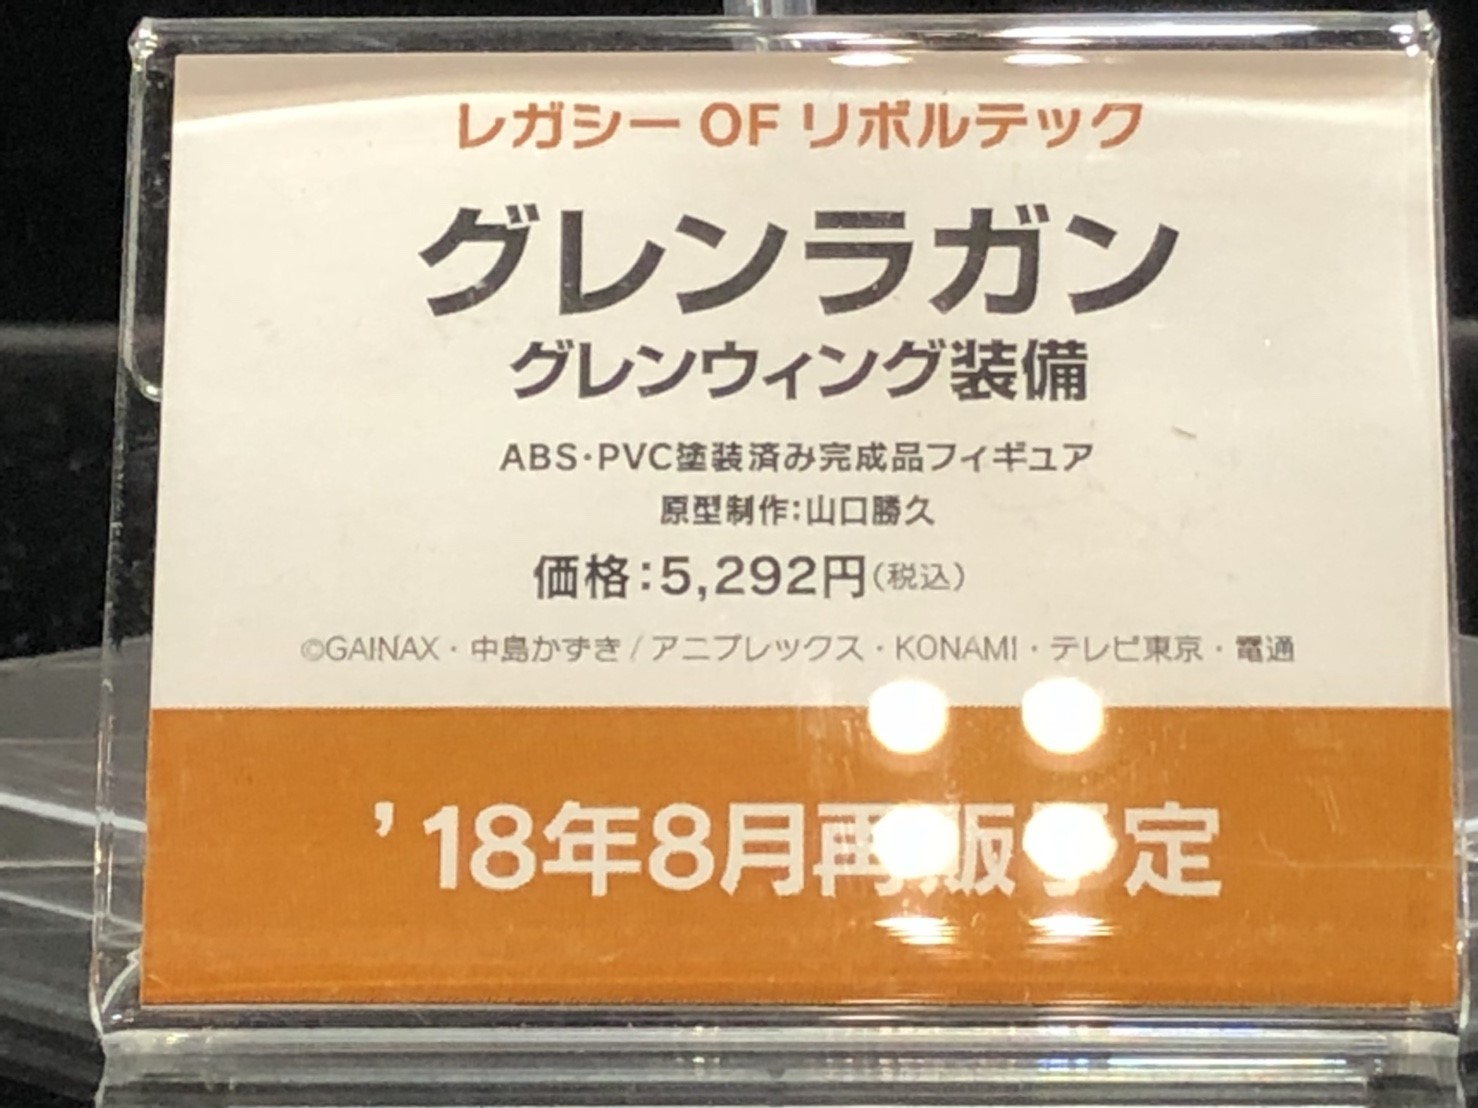 レガシー OF リボルテック
グレンラガン
グレンウィング装備
ABS・PVC塗装済み完成品フィギュア
原型制作：山口勝久
価格：5,292円（税込）
©GAINAX・中島かずき / アニプレックス・KONAMI・テレビ東京・電通
’18年8月再販予定